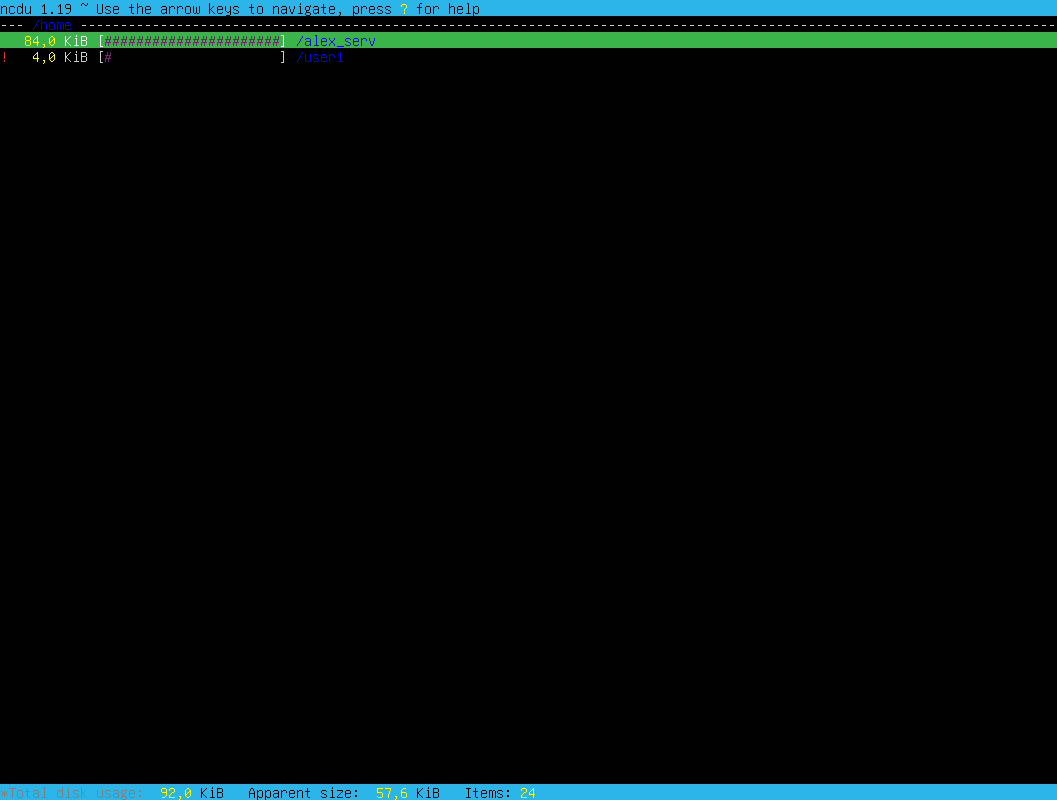 ncdu 1.19 ~ Use the arrow keys to navigate, press ? for help
--- /home --------------------------------------------------------------------------------------------------------------------------
   84,0 KiB [######################] /alex_serv
!   4,0 KiB [#                     ] /user1
*Total disk usage:  92,0 KiB   Apparent size:  57,6 KiB   Items: 24